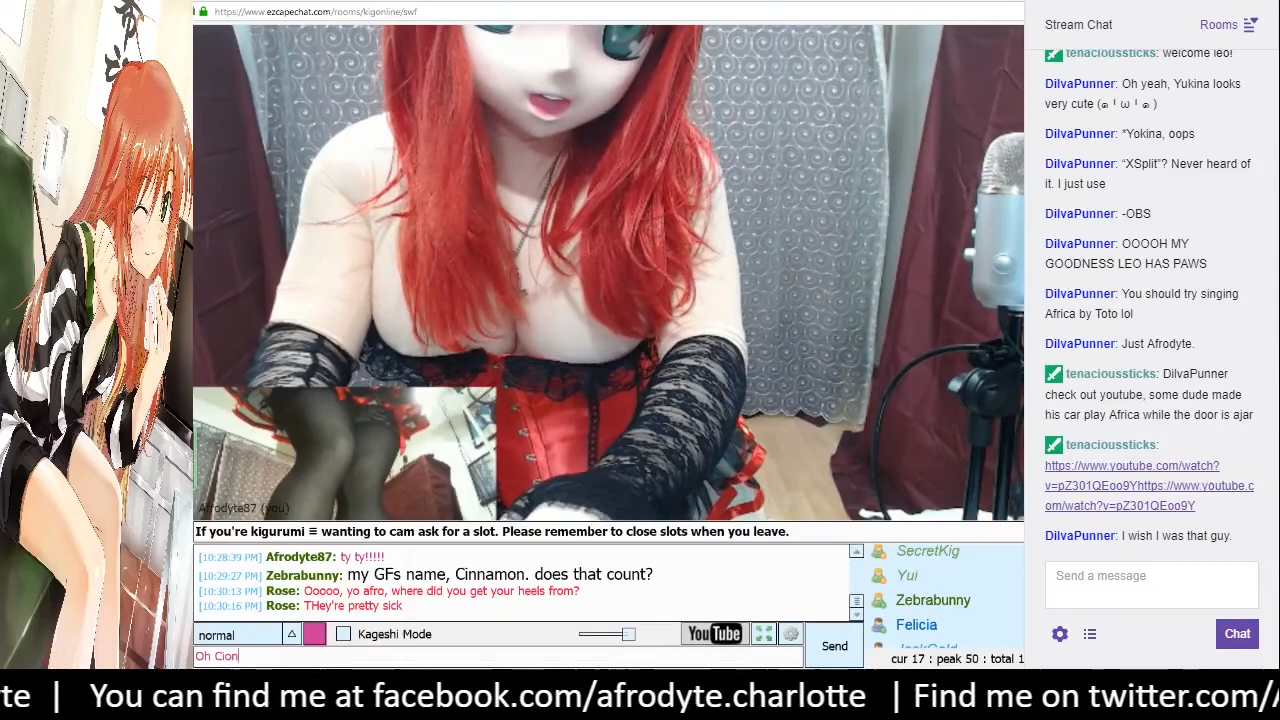 https://www.ezcapechat.com/rooms/kigonline/swf
Afrodyte87 (you)
If you're kigurumi ≡ wanting to cam ask for a slot. Please remember to close slots when you leave.
[10:28:39 PM] Afrodyte87: ty ty!!!!!
[10:29:27 PM] Zebrabunny: my GFs name, Cinnamon. does that count?
[10:30:13 PM] Rose: Ooooo, yo afro, where did you get your heels from?
[10:30:16 PM] Rose: THey're pretty sick
SecretKig
Yui
Zebrabunny
Felicia
JackGold
normal
Kageshi Mode
YouTube
Send
Oh Cion
cur 17 : peak 50 : total 1
Stream Chat
Rooms
tenacioussticks: welcome leo!
DilvaPunner: Oh yeah, Yukina looks
very cute (๑╹ω╹๑)
DilvaPunner: *Yokina, oops
DilvaPunner: “XSplit”? Never heard of
it. I just use
DilvaPunner: -OBS
DilvaPunner: OOOOH MY
GOODNESS LEO HAS PAWS
DilvaPunner: You should try singing
Africa by Toto lol
DilvaPunner: Just Afrodyte.
tenacioussticks: DilvaPunner
check out youtube, some dude made
his car play Africa while the door is ajar
tenacioussticks:
https://www.youtube.com/watch?
v=pZ301QEoo9Yhttps://www.youtube.c
om/watch?v=pZ301QEoo9Y
DilvaPunner: I wish I was that guy.
Send a message
Chat
te | You can find me at facebook.com/afrodyte.charlotte | Find me on twitter.com/